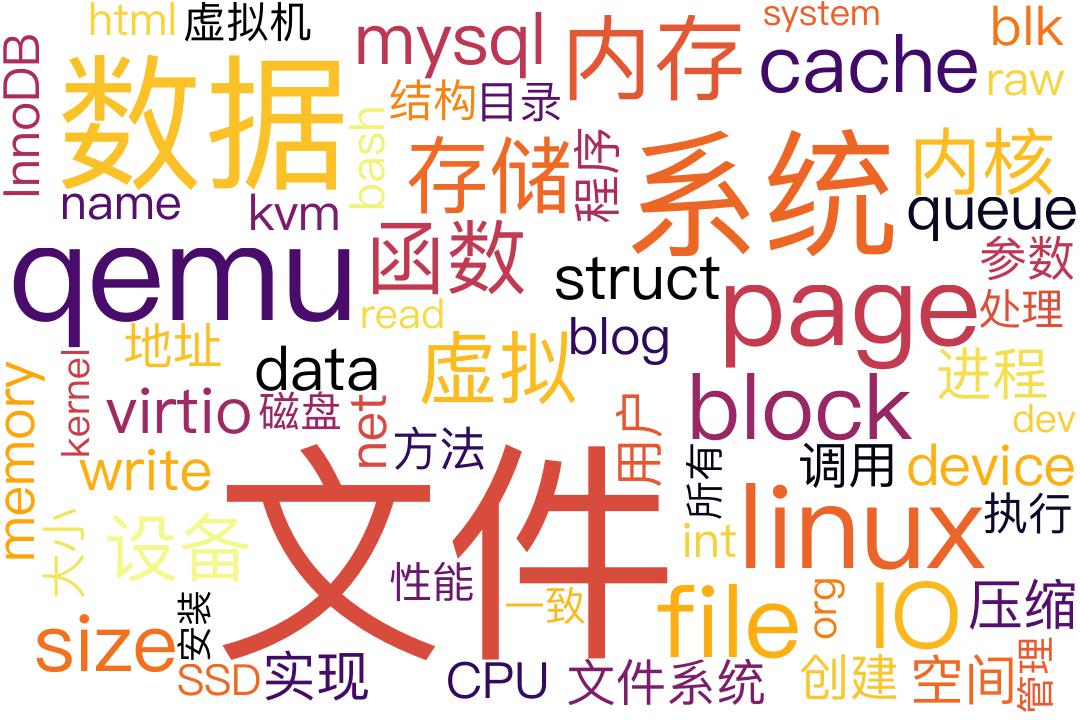 html
虚拟机
mysql
内存
system
blk
InnoDB
数据
结构
目录
cache
raw
bash
存储
程序
系统
内核
name
kvm
queue
qemu
函数
struct
page
参数
read
处理
地址
blog
data
虚拟
进程
kernel
memory
virtio
磁盘
net
block
dev
用户
write
方法
所有
调用
device
文件
linux
执行
大小
设备
int
性能
一致
file
org
IO
压缩
size
安装
SSD
实现
CPU
文件系统
创建
空间
管理